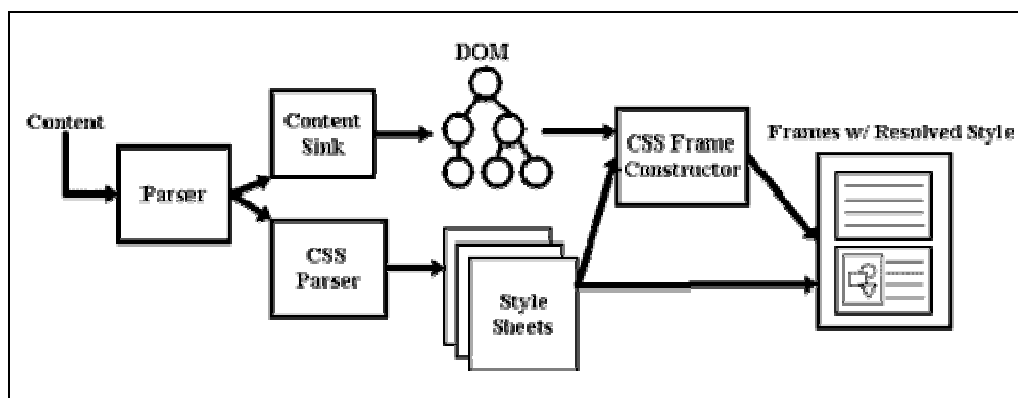 DOM
Content
Content
Sink
CSS Frame
Constructor
Frames w/ Resolved Style
Parser
CSS
Parser
Style
Sheets